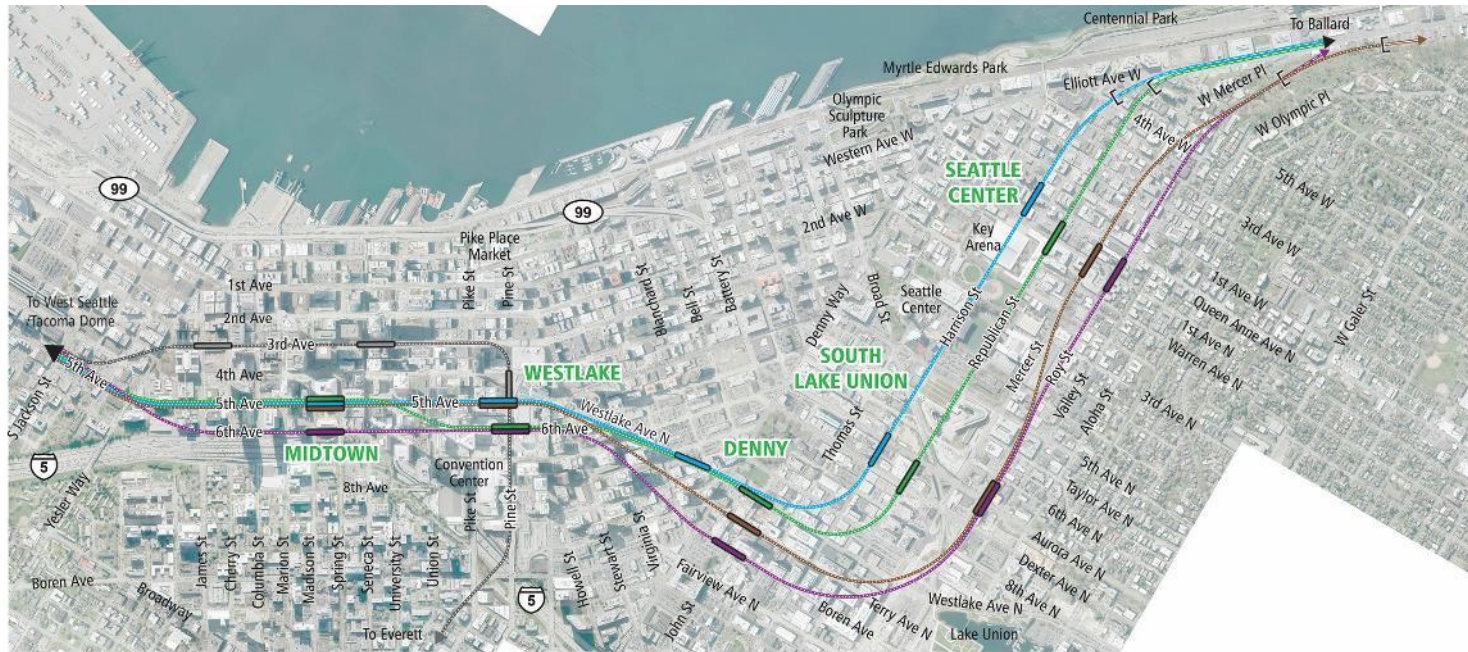 Centennial Park
To Ballard
Myrtle Edwards Park
Elliott Ave W
W Mercer Pl
W Olympic Pl
Olympic
Sculpture
Park
Western Ave W
4th Ave W
99
SEATTLE
CENTER
5th Ave W
99
2nd Ave W
Key
Arena
3rd Ave W
Pike Place
Market
Pike St
Pine St
1st Ave
Blanchard St
Bell St
Battery St
Denny Way
Broad St
Seattle
Center
Harrison St
Republican St
1st Ave W
Queen Anne Ave N
1st Ave N
Warren Ave N
W Galer St
To West Seattle
/Tacoma Dome
2nd Ave
3rd Ave
4th Ave
SOUTH
LAKE UNION
Mercer St
Roy St
Valley St
Aloha St
3rd Ave N
S Jackson St
5th Ave
5th Ave
5th Ave
WESTLAKE
Westlake Ave N
Thomas St
6th Ave
6th Ave
MIDTOWN
DENNY
5
Yesler Way
8th Ave
Convention
Center
Pike St
Pine St
5th Ave N
Taylor Ave N
6th Ave N
Aurora Ave N
Dexter Ave N
8th Ave N
Boren Ave
Broadway
James St
Cherry St
Columbia St
Marion St
Madison St
Spring St
Seneca St
University St
Union St
To Everett
5
Howell St
Stewart St
Virginia St
Fairview Ave N
John St
Boren Ave
Terry Ave N
Westlake Ave N
Lake Union